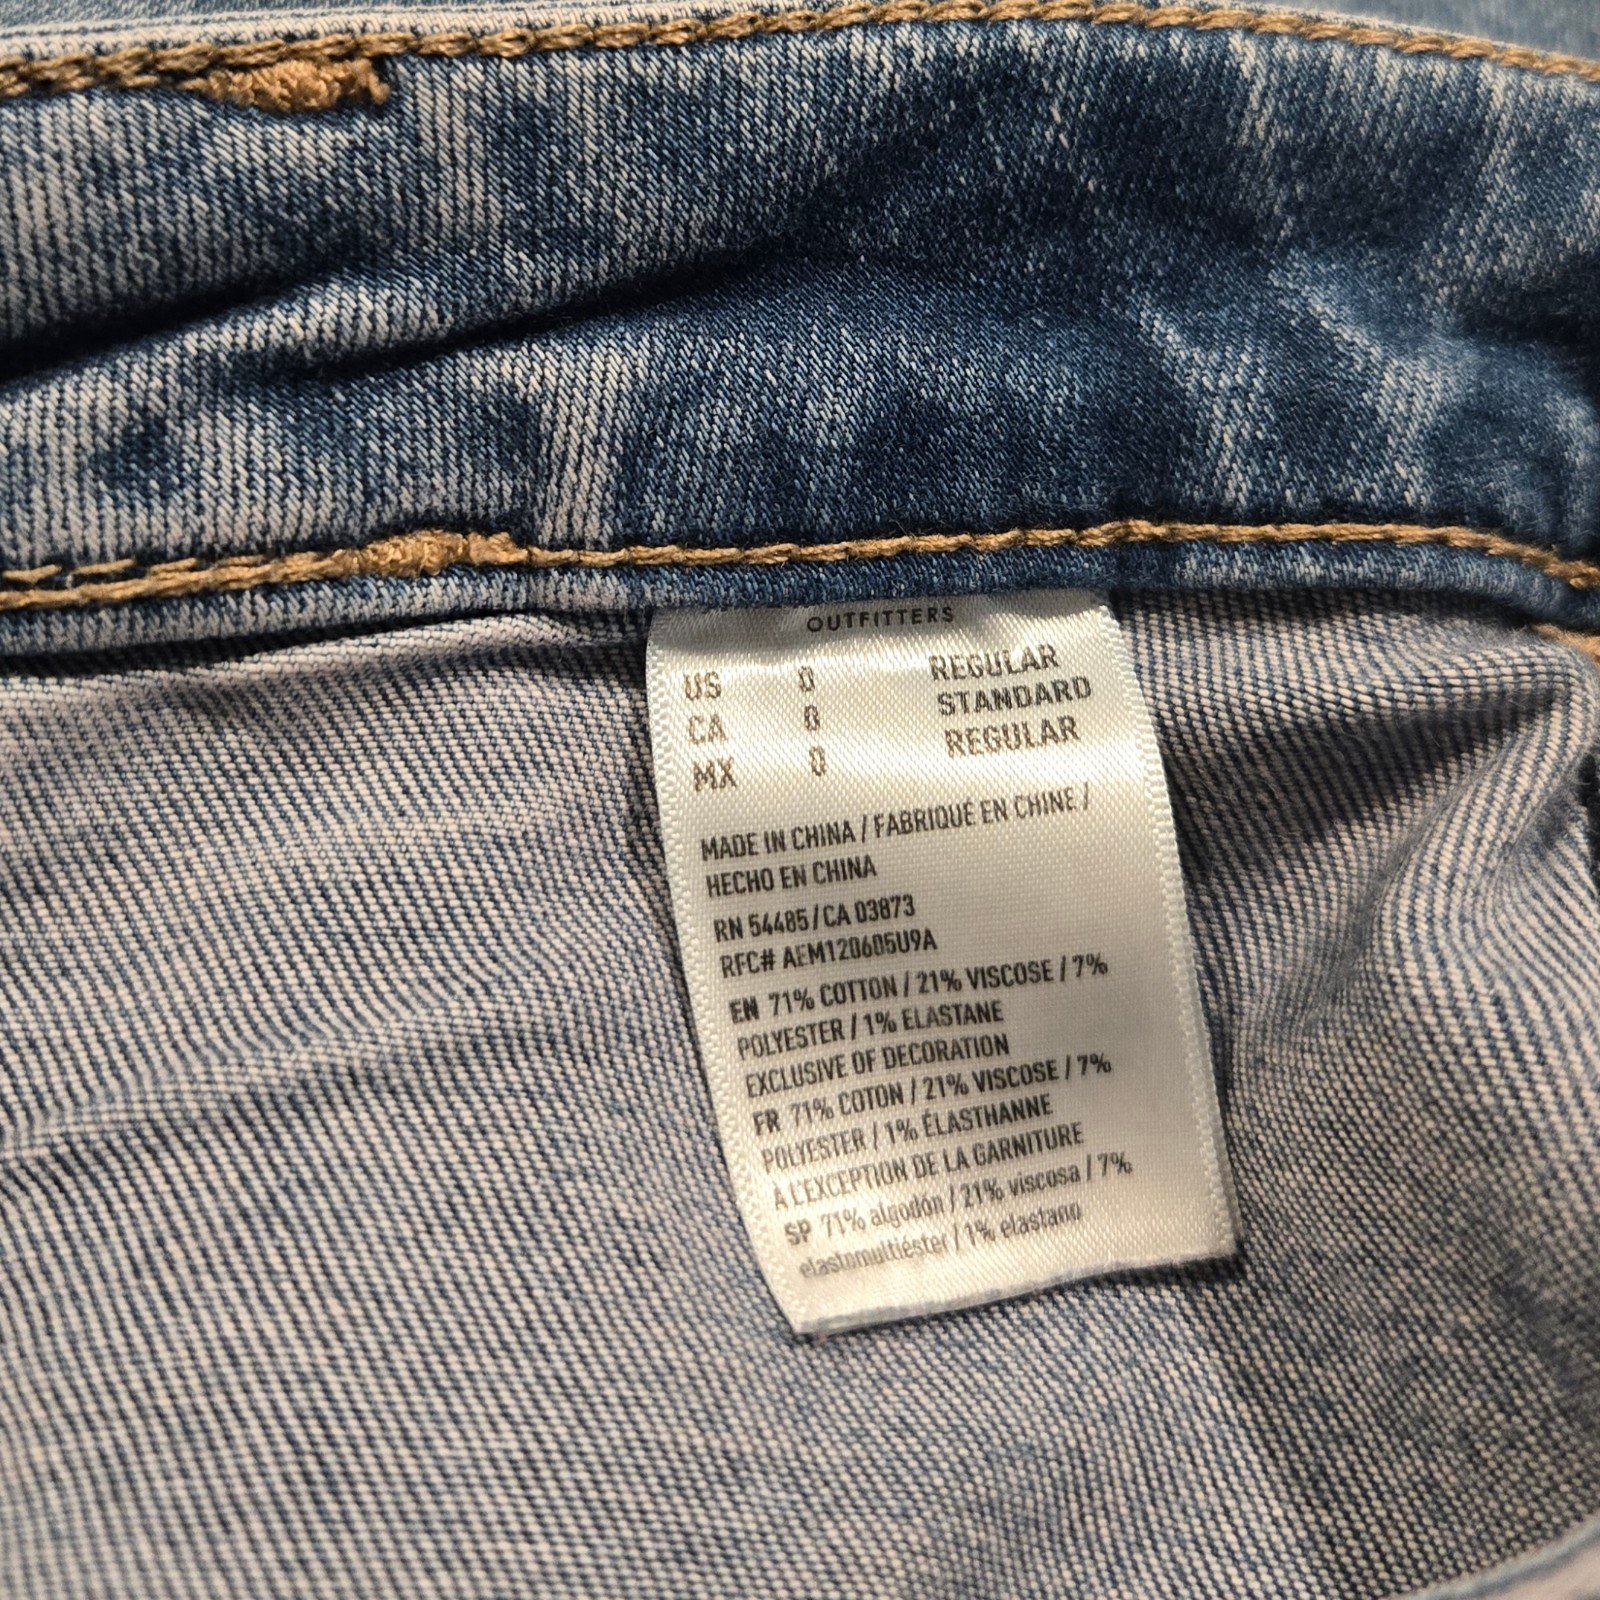 OUTFITTERS
US 0 REGULAR
CA 0 STANDARD
MX 0 REGULAR
MADE IN CHINA / FABRIQUÉ EN CHINE /
HECHO EN CHINA
RN 54485 / CA 03873
RFC# AEM120605U9A
EN 71% COTTON / 21% VISCOSE / 7%
POLYESTER / 1% ELASTANE
EXCLUSIVE OF DECORATION
FR 71% COTON / 21% VISCOSE / 7%
POLYESTER / 1% ÉLASTHANNE
À L'EXCEPTION DE LA GARNITURE
SP 71% algodón / 21% viscosa / 7%
elastomultiéster / 1% elastano